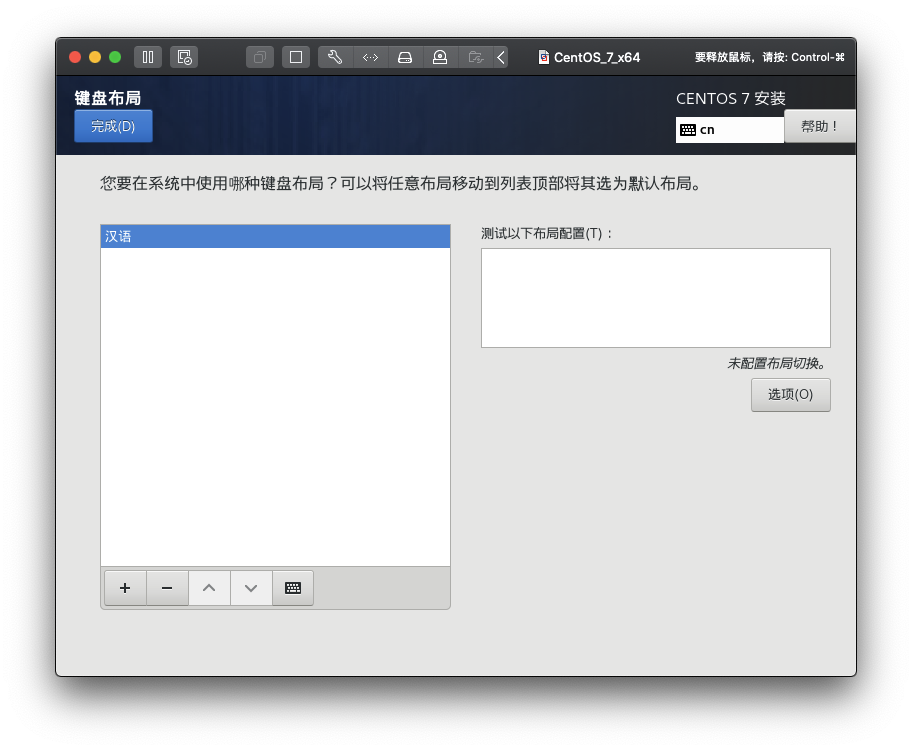 CentOS_7_x64
要释放鼠标，请按: Control-⌘
键盘布局
CENTOS 7 安装
完成(D)
cn
帮助！
您要在系统中使用哪种键盘布局？可以将任意布局移动到列表顶部将其选为默认布局。
汉语
测试以下布局配置(T)：
未配置布局切换。
选项(O)